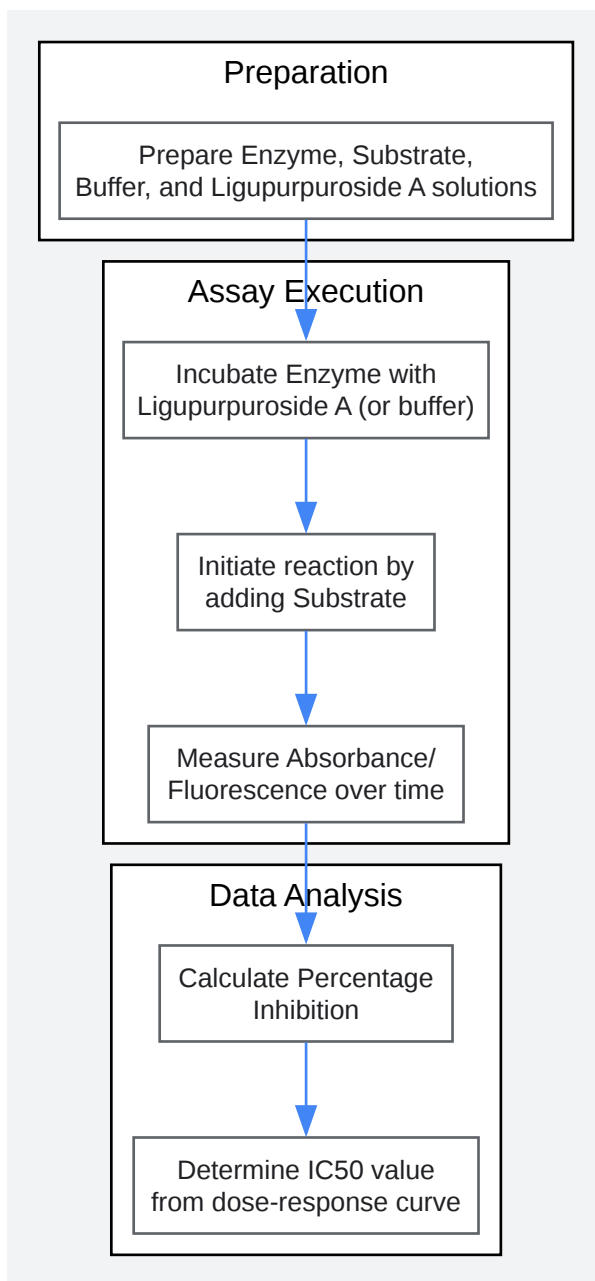 Preparation
Prepare Enzyme, Substrate,
Buffer, and Ligupurpuroside A solutions
Assay Execution
Incubate Enzyme with
Ligupurpuroside A (or buffer)
Initiate reaction by
adding Substrate
Measure Absorbance/
Fluorescence over time
Data Analysis
Calculate Percentage
Inhibition
Determine IC50 value
from dose-response curve